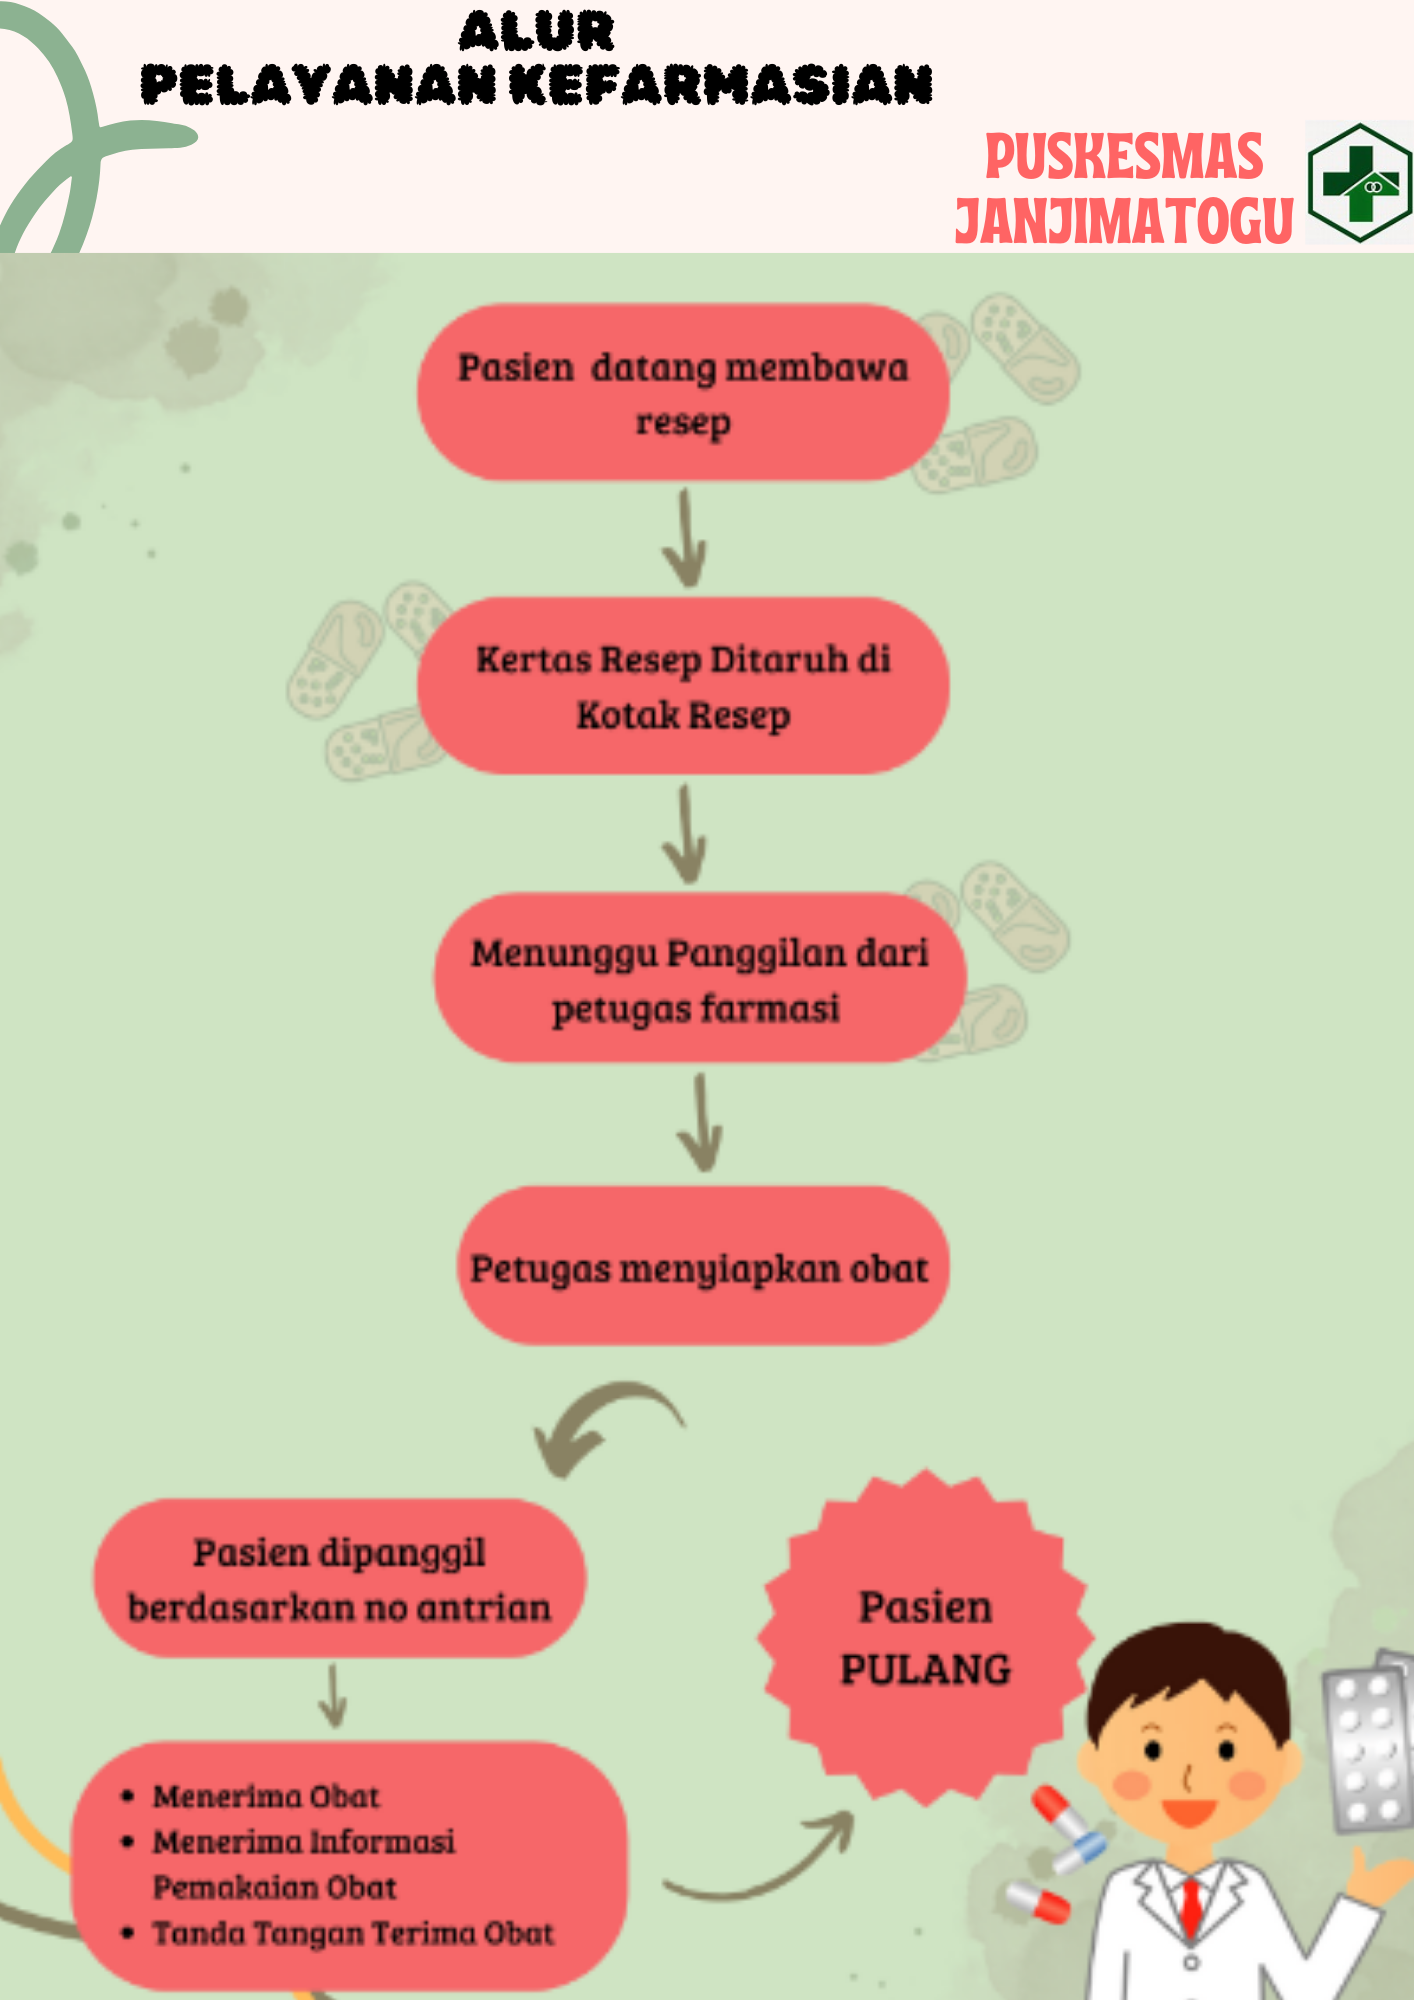 ALUR
PELAYANAN KEFARMASIAN
PUSKESMAS
JANJIMATOGU
Pasien datang membawa
resep
Kertas Resep Ditaruh di
Kotak Resep
Menunggu Panggilan dari
petugas farmasi
Petugas menyiapkan obat
Pasien dipanggil
berdasarkan no antrian
• Menerima Obat
• Menerima Informasi
Pemakaian Obat
• Tanda Tangan Terima Obat
Pasien
PULANG